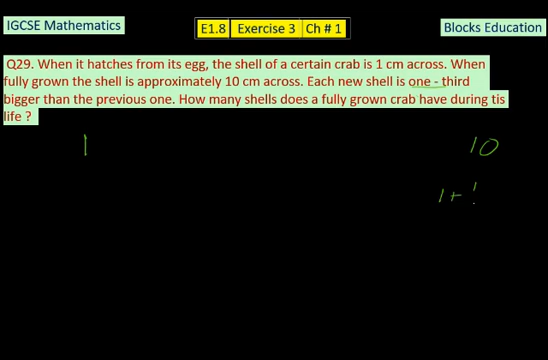 IGCSE Mathematics
E1.8 Exercise 3 Ch # 1
Blocks Education
Q29. When it hatches from its egg, the shell of a certain crab is 1 cm across. When
fully grown the shell is approximately 10 cm across. Each new shell is one - third
bigger than the previous one. How many shells does a fully grown crab have during tis
life ?
1 10
1 +